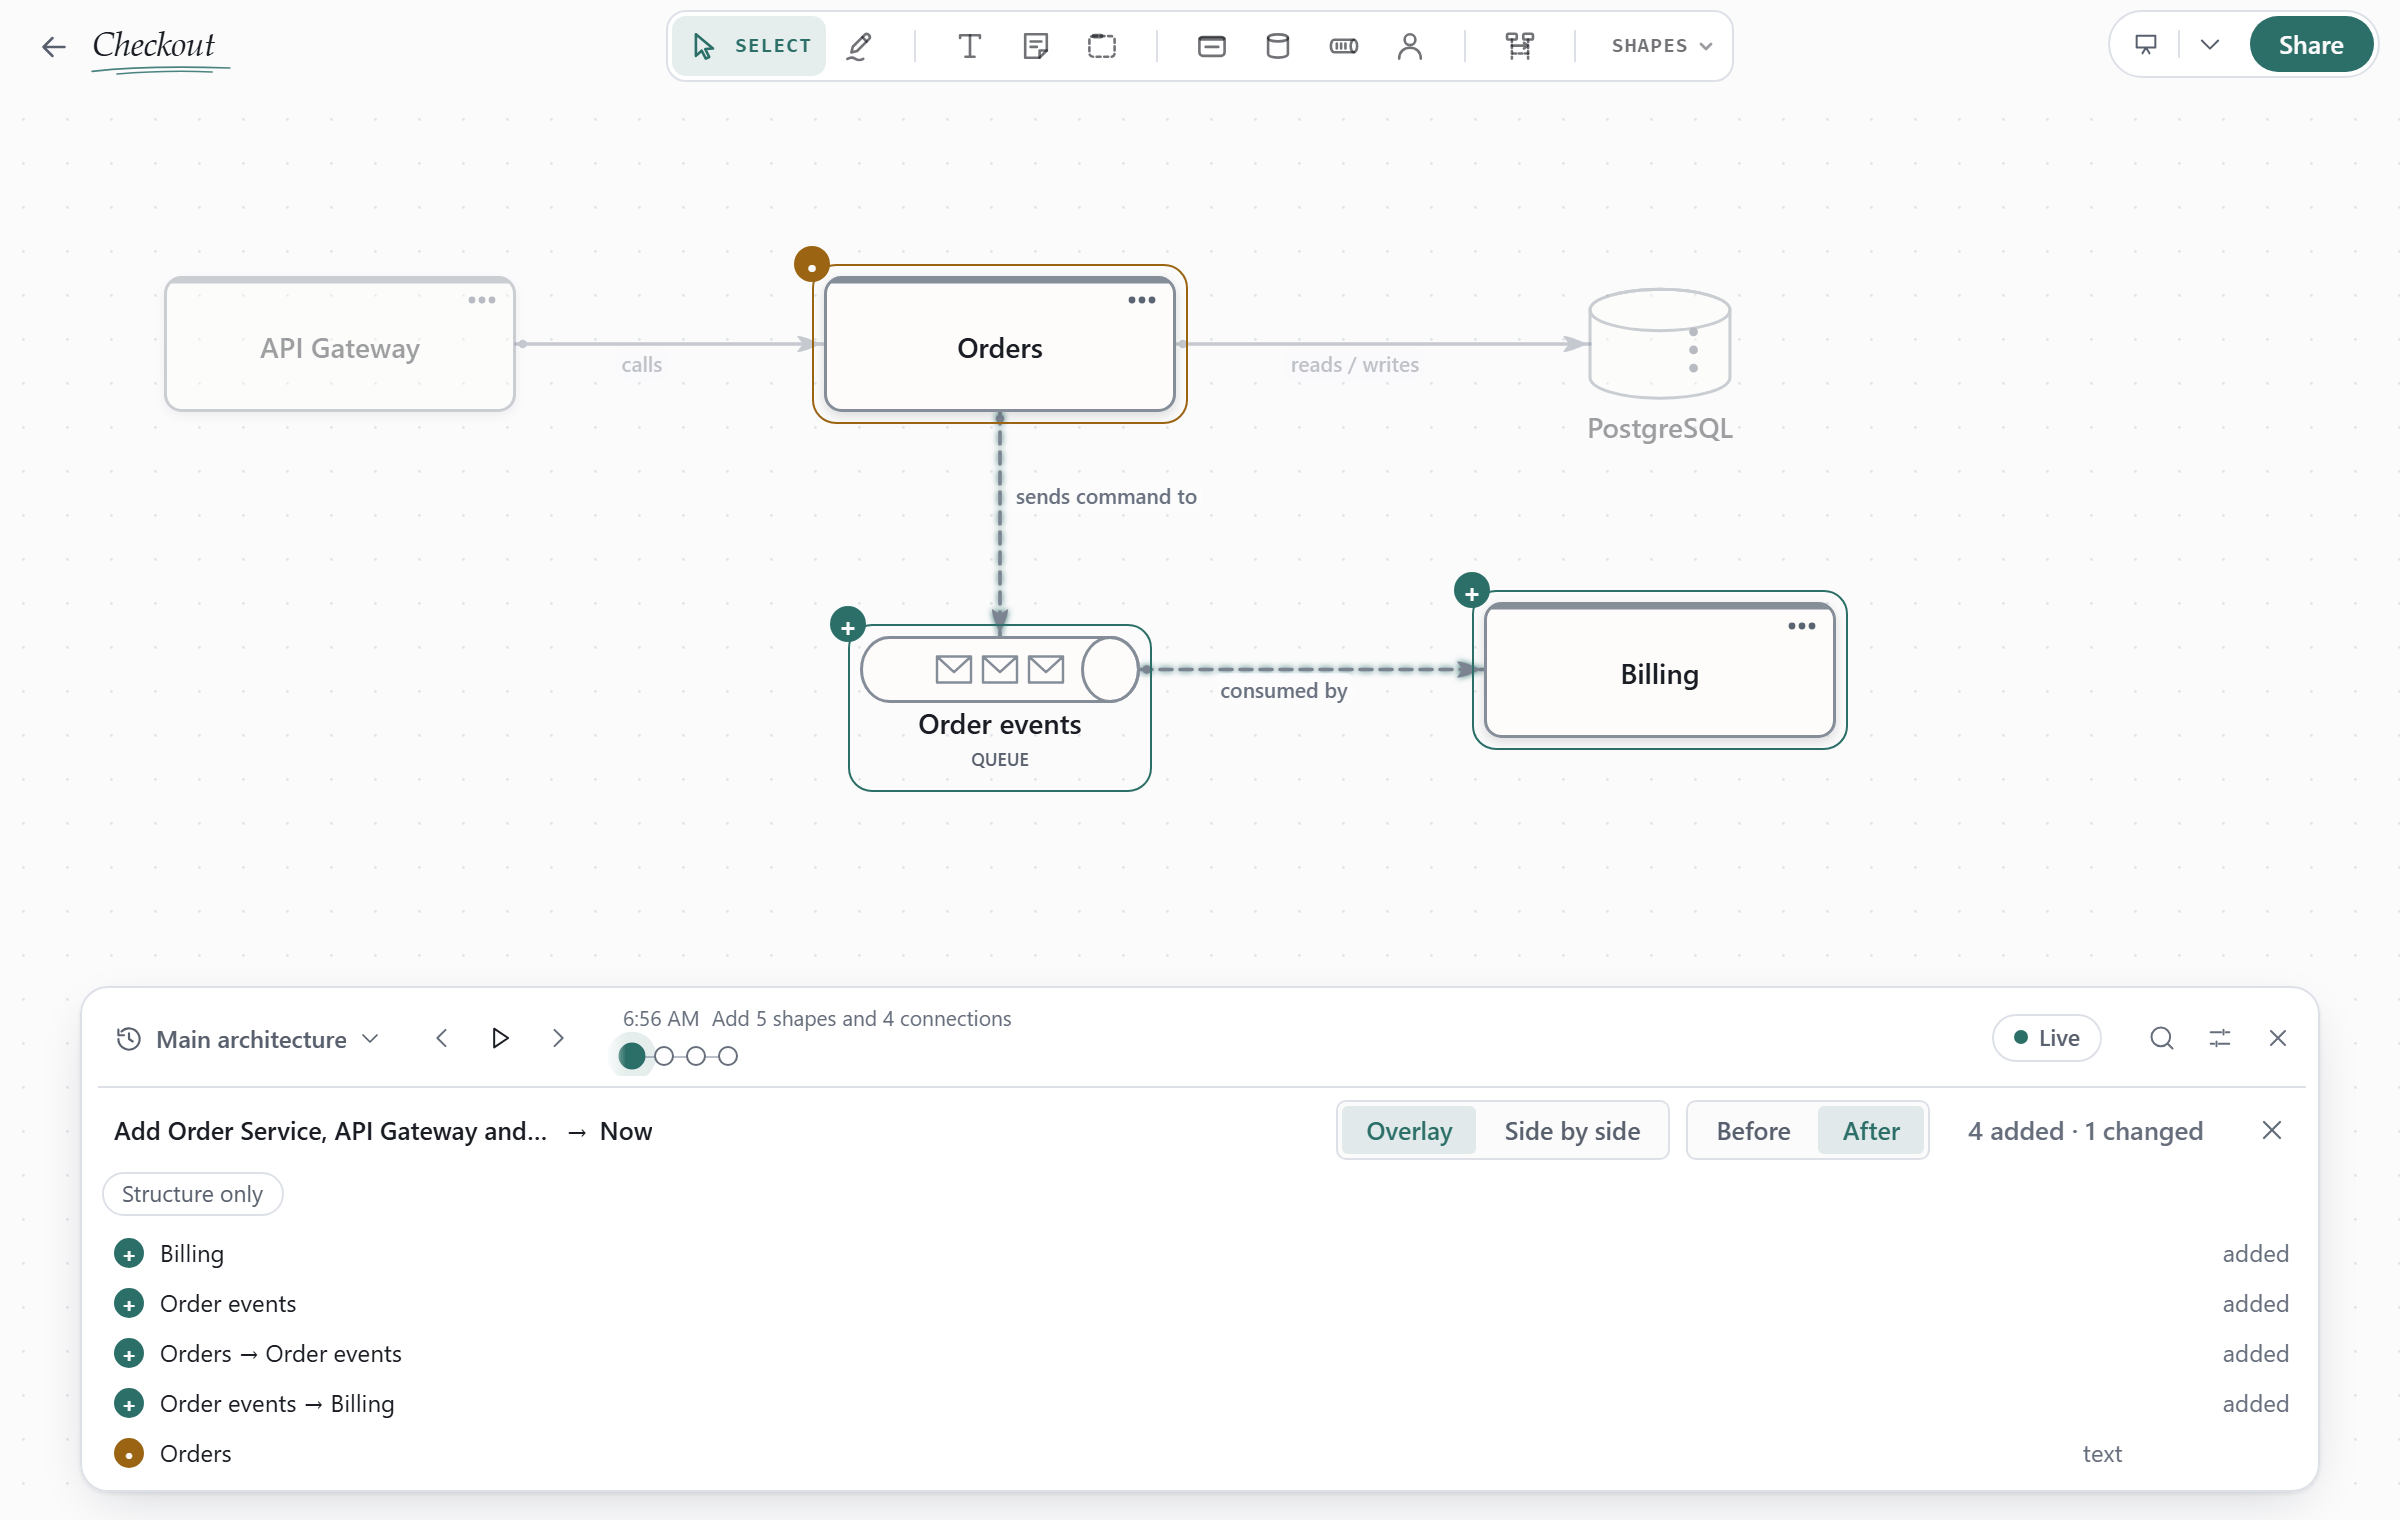 Checkout
SELECT
SHAPES
Share
API Gateway
calls
Orders
reads / writes
PostgreSQL
sends command to
Order events
QUEUE
consumed by
Billing
Main architecture
6:56 AM Add 5 shapes and 4 connections
Live
Add Order Service, API Gateway and... → Now
Overlay
Side by side
Before
After
4 added · 1 changed
Structure only
Billing added
Order events added
Orders → Order events added
Order events → Billing added
Orders text